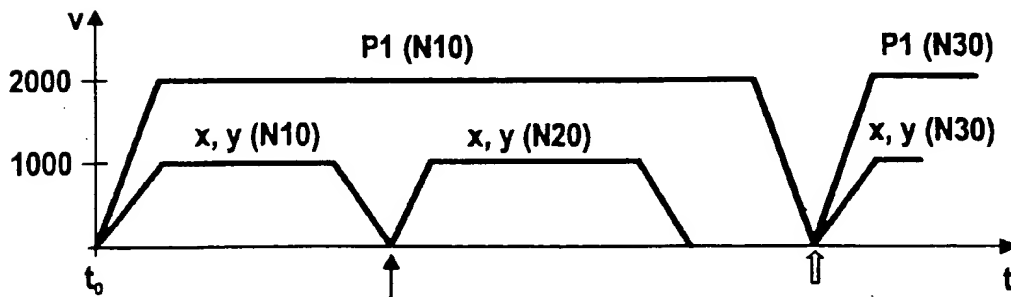 v
P1 (N10)
P1 (N30)
2000
x, y (N10)
x, y (N20)
x, y (N30)
1000
t₀
t